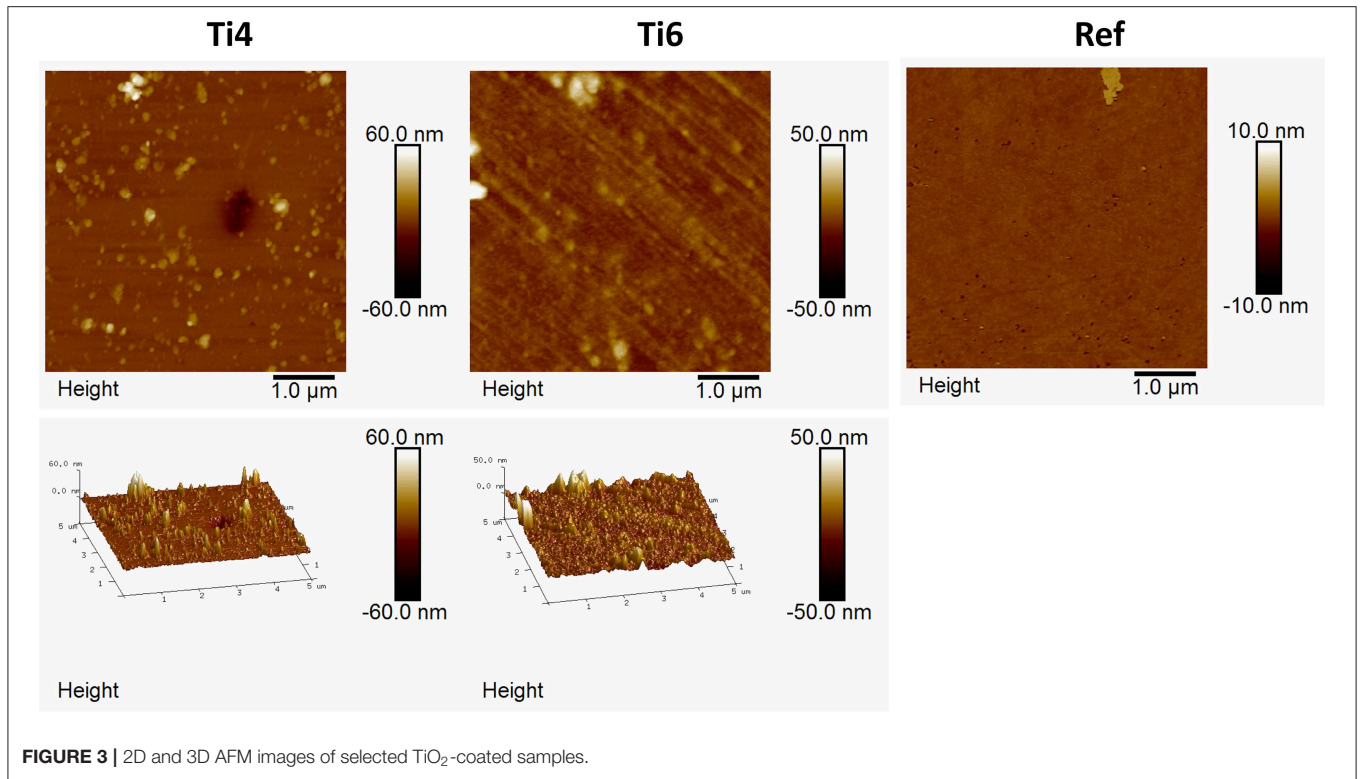 Ti4
Ti6
Ref
60.0 nm
-60.0 nm
Height
1.0 µm
50.0 nm
-50.0 nm
Height
1.0 µm
10.0 nm
-10.0 nm
Height
1.0 µm
60.0 nm
0.0 nm
5 um
4
3
2
1
1
2
3
4
5 um
1
um
60.0 nm
-60.0 nm
Height
50.0 nm
0.0 nm
5 um
4
3
2
1
1
2
3
4
5 um
1
um
50.0 nm
-50.0 nm
Height
FIGURE 3 | 2D and 3D AFM images of selected TiO₂-coated samples.